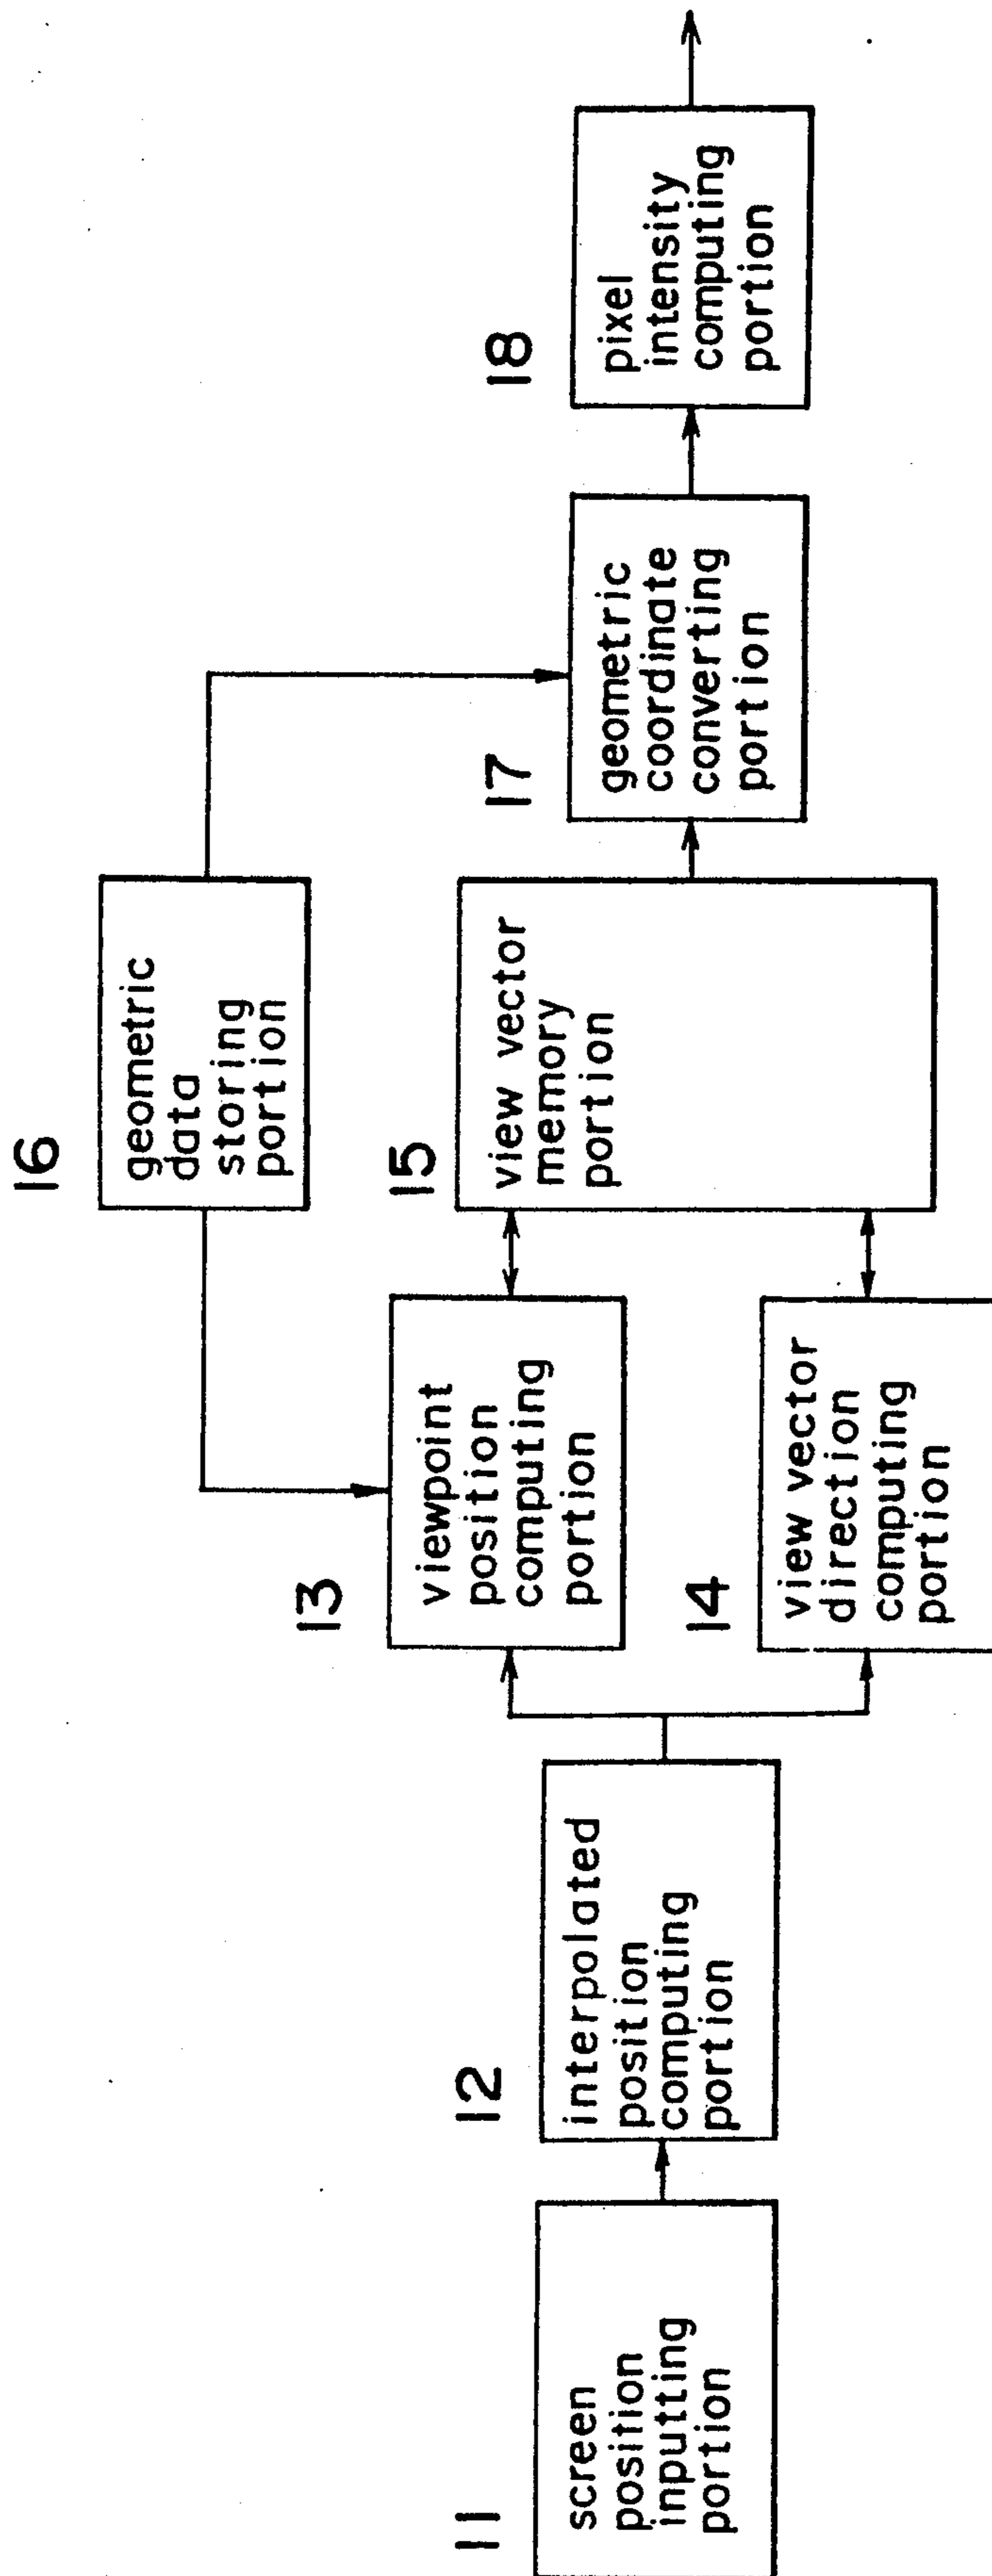 11
screen
position
inputting
portion
12
interpolated
position
computing
portion
13
viewpoint
position
computing
portion
14
view vector
direction
computing
portion
15
view vector
memory
portion
16
geometric
data
storing
portion
17
geometric
coordinate
converting
portion
18
pixel
intensity
computing
portion